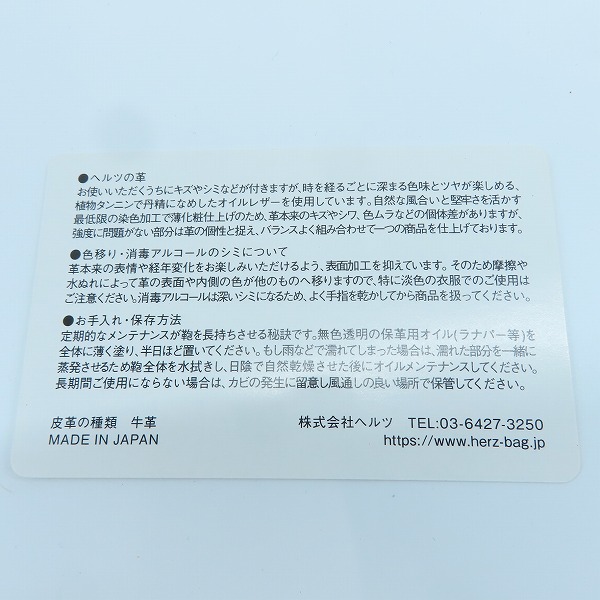 ●ヘルツの革
お使いいただくうちにキズやシミなどが付きますが、時を経るごとに深まる色味とツヤが楽しめる、
植物タンニンで丹精になめしたオイルレザーを使用しています。自然な風合いと堅牢さを活かす
最低限の染色加工で薄化粧仕上げのため、革本来のキズやシワ、色ムラなどの個体差がありますが、
強度に問題がない部分は革の個性と捉え、バランスよく組み合わせて一つの商品を仕上げております。
●色移り・消毒アルコールのシミについて
革本来の表情や経年変化をお楽しみいただけるよう、表面加工を抑えています。そのため摩擦や
水ぬれによって革の表面や内側の色が他のものへ移りますので、特に淡色の衣服でのご使用は
ご注意ください。消毒アルコールは深いシミになるため、よく手指を乾かしてから商品を扱ってください。
●お手入れ・保存方法
定期的なメンテナンスが鞄を長持ちさせる秘訣です。無色透明の保革用オイル(ラナパー等)を
全体に薄く塗り、半日ほど置いてください。もし雨などで濡れてしまった場合は、濡れた部分を一緒に
蒸発させるため鞄全体を水拭きし、日陰で自然乾燥させた後にオイルメンテナンスしてください。
長期間ご使用にならない場合は、カビの発生に留意し風通しの良い場所で保管してください。
皮革の種類 牛革
MADE IN JAPAN
株式会社ヘルツ TEL:03-6427-3250
https://www.herz-bag.jp